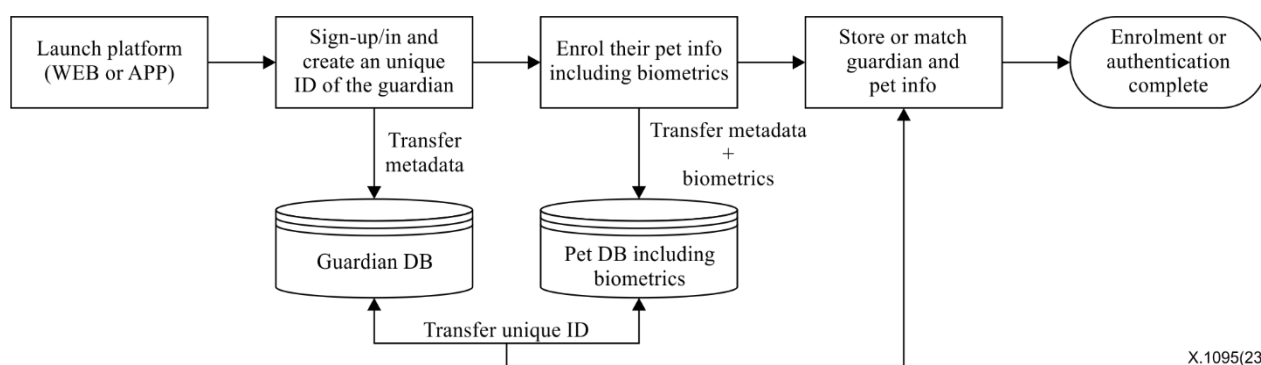 Launch platform
(WEB or APP)
Sign-up/in and
create an unique
ID of the guardian
Enrol their pet info
including biometrics
Store or match
guardian and
pet info
Enrolment or
authentication
complete
Transfer
metadata
Transfer metadata
+
biometrics
Guardian DB
Pet DB including
biometrics
Transfer unique ID
X.1095(23